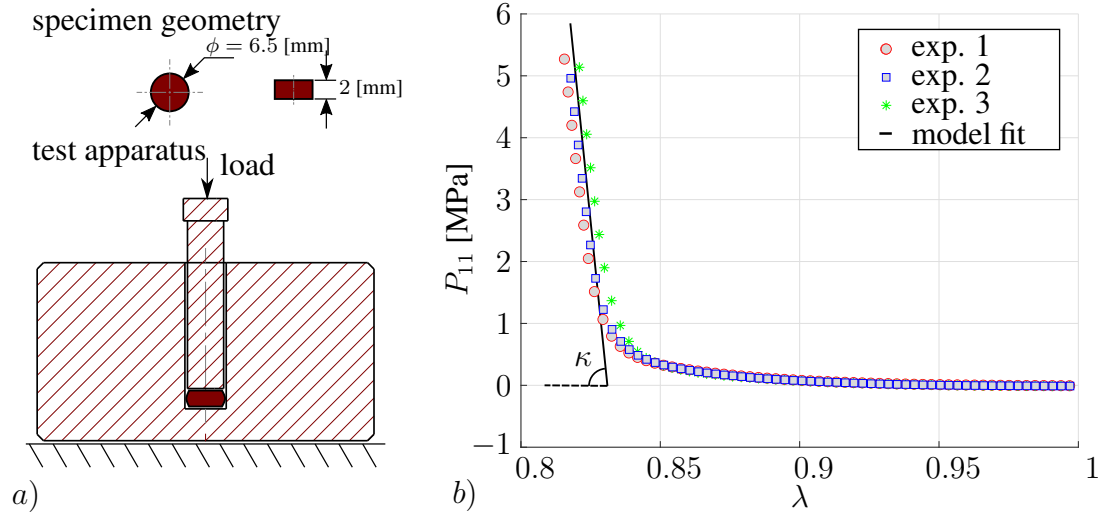 specimen geometry
ϕ = 6.5 [mm]
2 [mm]
test apparatus
load
a)
P₁₁ [MPa]
6
5
4
3
2
1
0
−1
κ
exp. 1
exp. 2
exp. 3
model fit
0.8 0.85 0.9 0.95 1
λ
b)